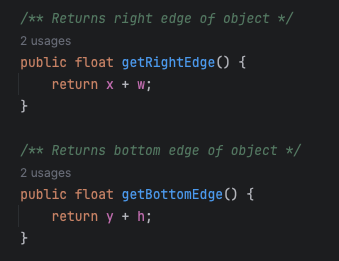 /** Returns right edge of object */
2 usages
public float getRightEdge() {
return x + w;
}
/** Returns bottom edge of object */
2 usages
public float getBottomEdge() {
return y + h;
}